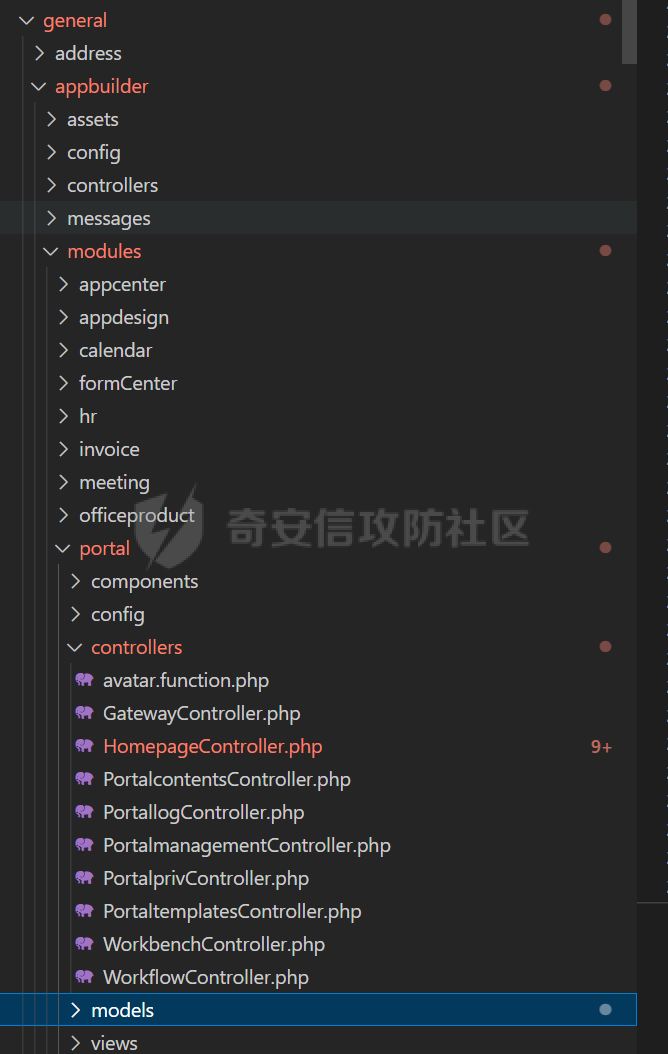 general
address
appbuilder
assets
config
controllers
messages
modules
appcenter
appdesign
calendar
formCenter
hr
invoice
meeting
officeproduct
奇安信攻防社区
portal
components
config
controllers
avatar.function.php
GatewayController.php
HomepageController.php 9+
PortalcontentsController.php
PortallogController.php
PortalmanagementController.php
PortalprivController.php
PortaltemplatesController.php
WorkbenchController.php
WorkflowController.php
models
views